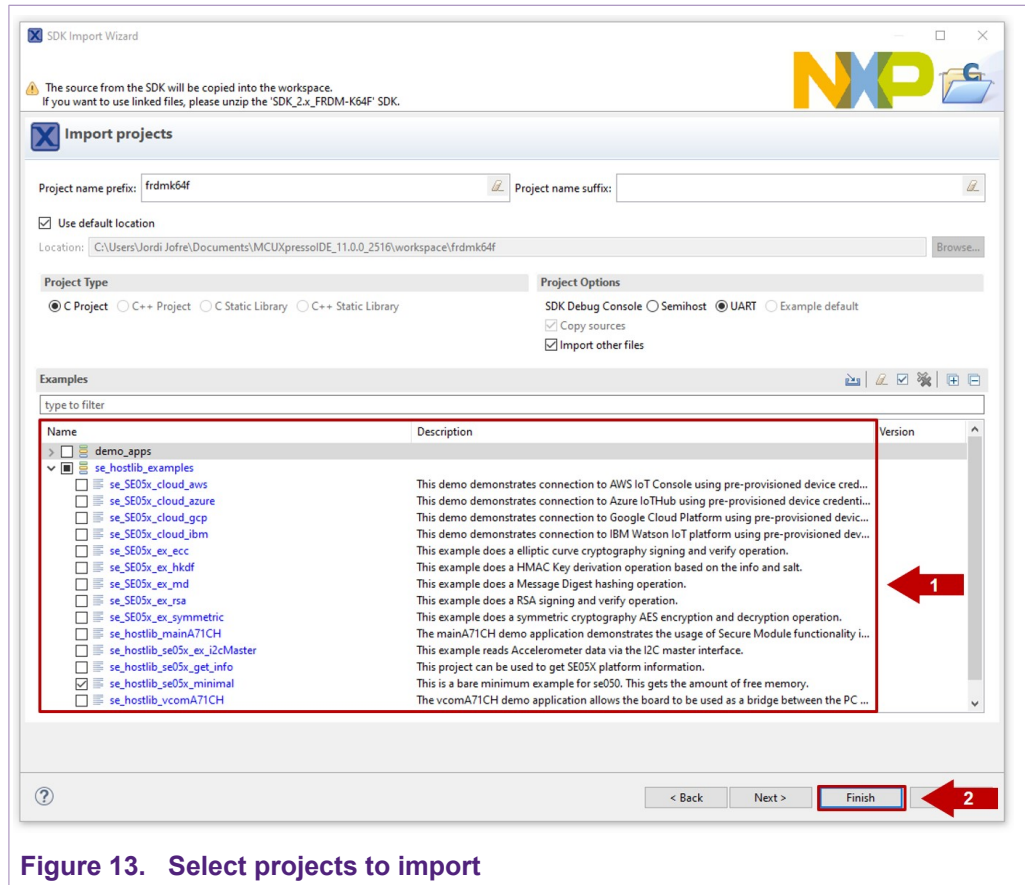 SDK Import Wizard
The source from the SDK will be copied into the workspace.
If you want to use linked files, please unzip the 'SDK_2.x_FRDM-K64F' SDK.
NXP
Import projects
Project name prefix: frdmk64f Project name suffix:
Use default location
Location: C:\Users\Jordi Jofre\Documents\MCUXpressoIDE_11.0.0_2516\workspace\frdmk64f Browse...
Project Type Project Options
C Project C++ Project C Static Library C++ Static Library SDK Debug Console Semihost UART Example default
Copy sources
Import other files
Examples
type to filter
Name Description Version
demo_apps
se_hostlib_examples
se_SE05x_cloud_aws This demo demonstrates connection to AWS IoT Console using pre-provisioned device cred...
se_SE05x_cloud_azure This demo demonstrates connection to Azure IoTHub using pre-provisioned device credenti...
se_SE05x_cloud_gcp This demo demonstrates connection to Google Cloud Platform using pre-provisioned devic...
se_SE05x_cloud_ibm This demo demonstrates connection to IBM Watson IoT platform using pre-provisioned dev...
se_SE05x_ex_ecc This example does a elliptic curve cryptography signing and verify operation.
se_SE05x_ex_hkdf This example does a HMAC Key derivation operation based on the info and salt.
se_SE05x_ex_md This example does a Message Digest hashing operation.
se_SE05x_ex_rsa This example does a RSA signing and verify operation.
se_SE05x_ex_symmetric This example does a symmetric cryptography AES encryption and decryption operation.
se_hostlib_mainA71CH The mainA71CH demo application demonstrates the usage of Secure Module functionality i...
se_hostlib_se05x_ex_i2cMaster This example reads Accelerometer data via the I2C master interface.
se_hostlib_se05x_get_info This project can be used to get SE05X platform information.
se_hostlib_se05x_minimal This is a bare minimum example for se050. This gets the amount of free memory.
se_hostlib_vcomA71CH The vcomA71CH demo application allows the board to be used as a bridge between the PC ...
1
< Back Next > Finish 2
Figure 13. Select projects to import